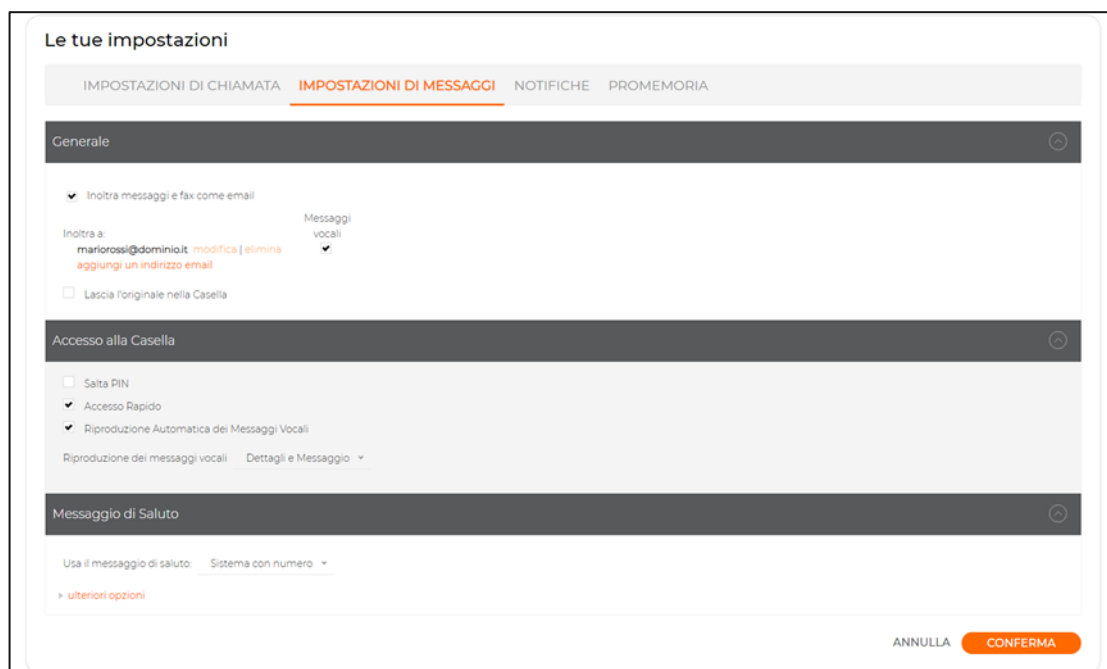 Le tue impostazioni
IMPOSTAZIONI DI CHIAMATA IMPOSTAZIONI DI MESSAGGI NOTIFICHE PROMEMORIA
Generale
Inoltra messaggi e fax come email
Messaggi
vocali
Inoltra a:
mariorossi@dominio.it modifica | elimina
aggiungi un indirizzo email
Lascia l'originale nella Casella
Accesso alla Casella
Salta PIN
Accesso Rapido
Riproduzione Automatica dei Messaggi Vocali
Riproduzione dei messaggi vocali Dettagli e Messaggio
Messaggio di Saluto
Usa il messaggio di saluto: Sistema con numero
ulteriori opzioni
ANNULLA CONFERMA